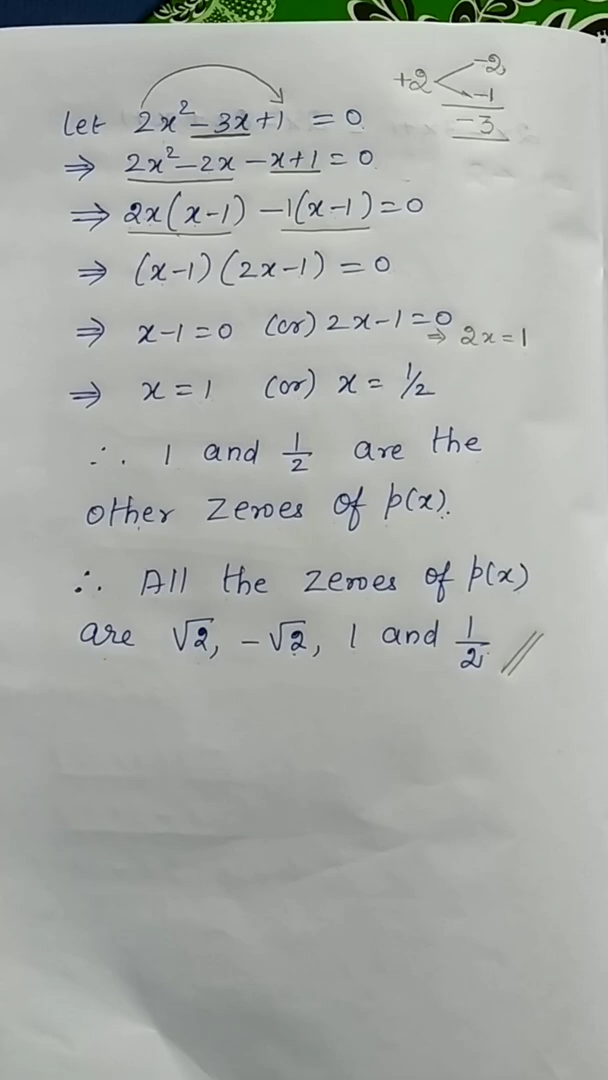 +2 < -2, -1
-3
Let 2x² - 3x + 1 = 0
⇒ 2x² - 2x - x + 1 = 0
⇒ 2x(x-1) - 1(x-1) = 0
⇒ (x-1)(2x-1) = 0
⇒ x-1 = 0 (or) 2x-1 = 0 ⇒ 2x = 1
⇒ x = 1 (or) x = 1/2
∴ 1 and 1/2 are the
other zeroes of p(x).
∴ All the zeroes of p(x)
are √2, -√2, 1 and 1/2 //